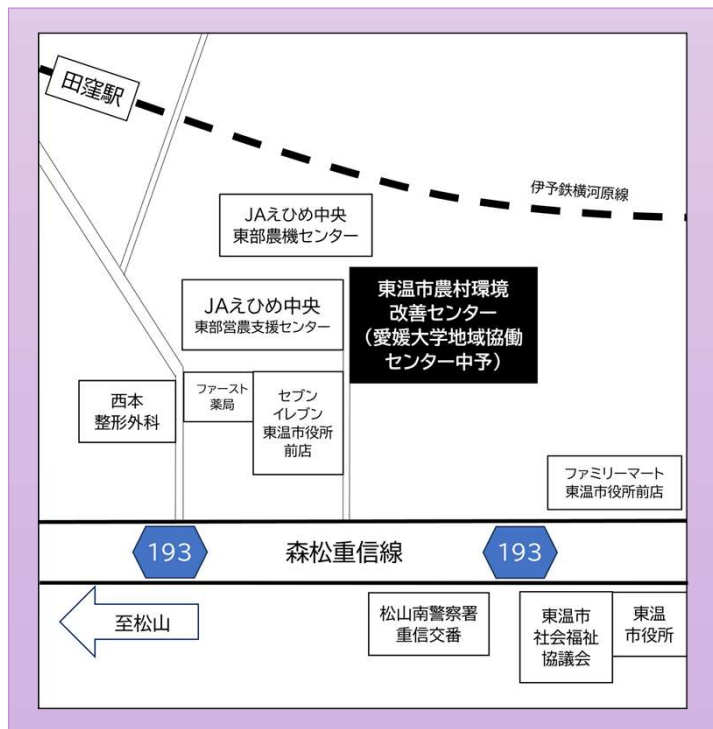 田窪駅
伊予鉄横河原線
JAえひめ中央
東部農機センター
JAえひめ中央
東部営農支援センター
東温市農村環境
改善センター
（愛媛大学地域協働
センター中予）
西本
整形外科
ファースト
薬局
セブン
イレブン
東温市役所
前店
ファミリーマート
東温市役所前店
193
森松重信線
193
至松山
松山南警察署
重信交番
東温市
社会福祉
協議会
東温
市役所